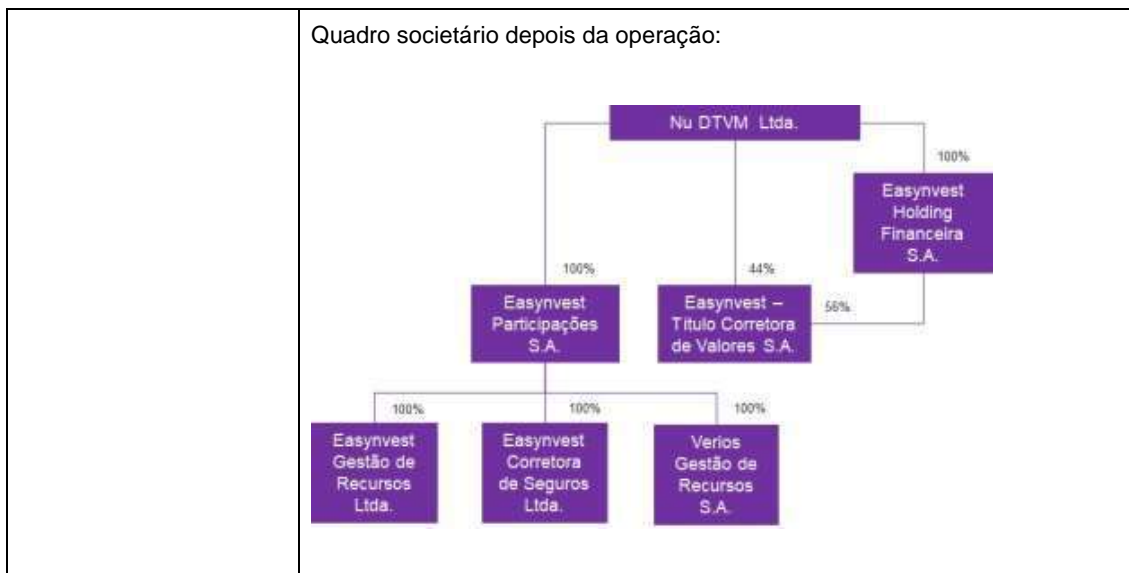 Quadro societário depois da operação:
Nu DTVM Ltda.
100%
Easynvest
Holding
Financeira
S.A.
100%
44%
Easynvest
Participações
S.A.
Easynvest –
Título Corretora
de Valores S.A.
56%
100%
100%
100%
Easynvest
Gestão de
Recursos
Ltda.
Easynvest
Corretora
de Seguros
Ltda.
Verios
Gestão de
Recursos
S.A.